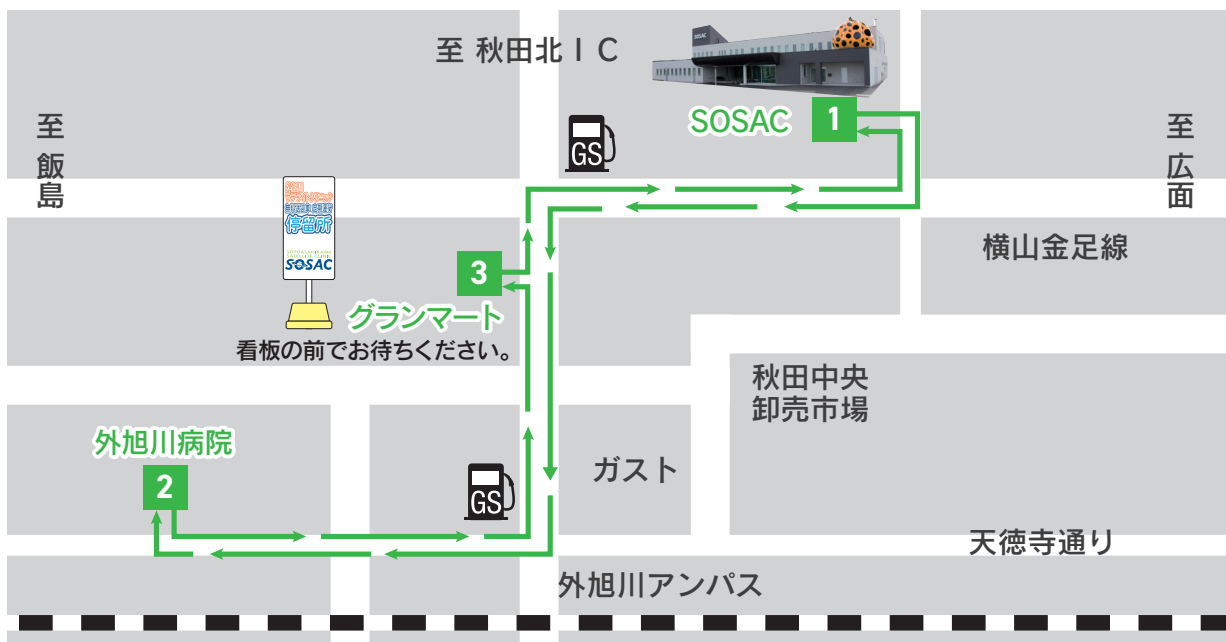 至 秋田北IC
SOSAC
SOSAC
1
GS
至 飯島
至 広面
停留所
SOSAC
横山金足線
3
グランマート
看板の前でお待ちください。
秋田中央
卸売市場
外旭川病院
2
GS
ガスト
天徳寺通り
外旭川アンパス